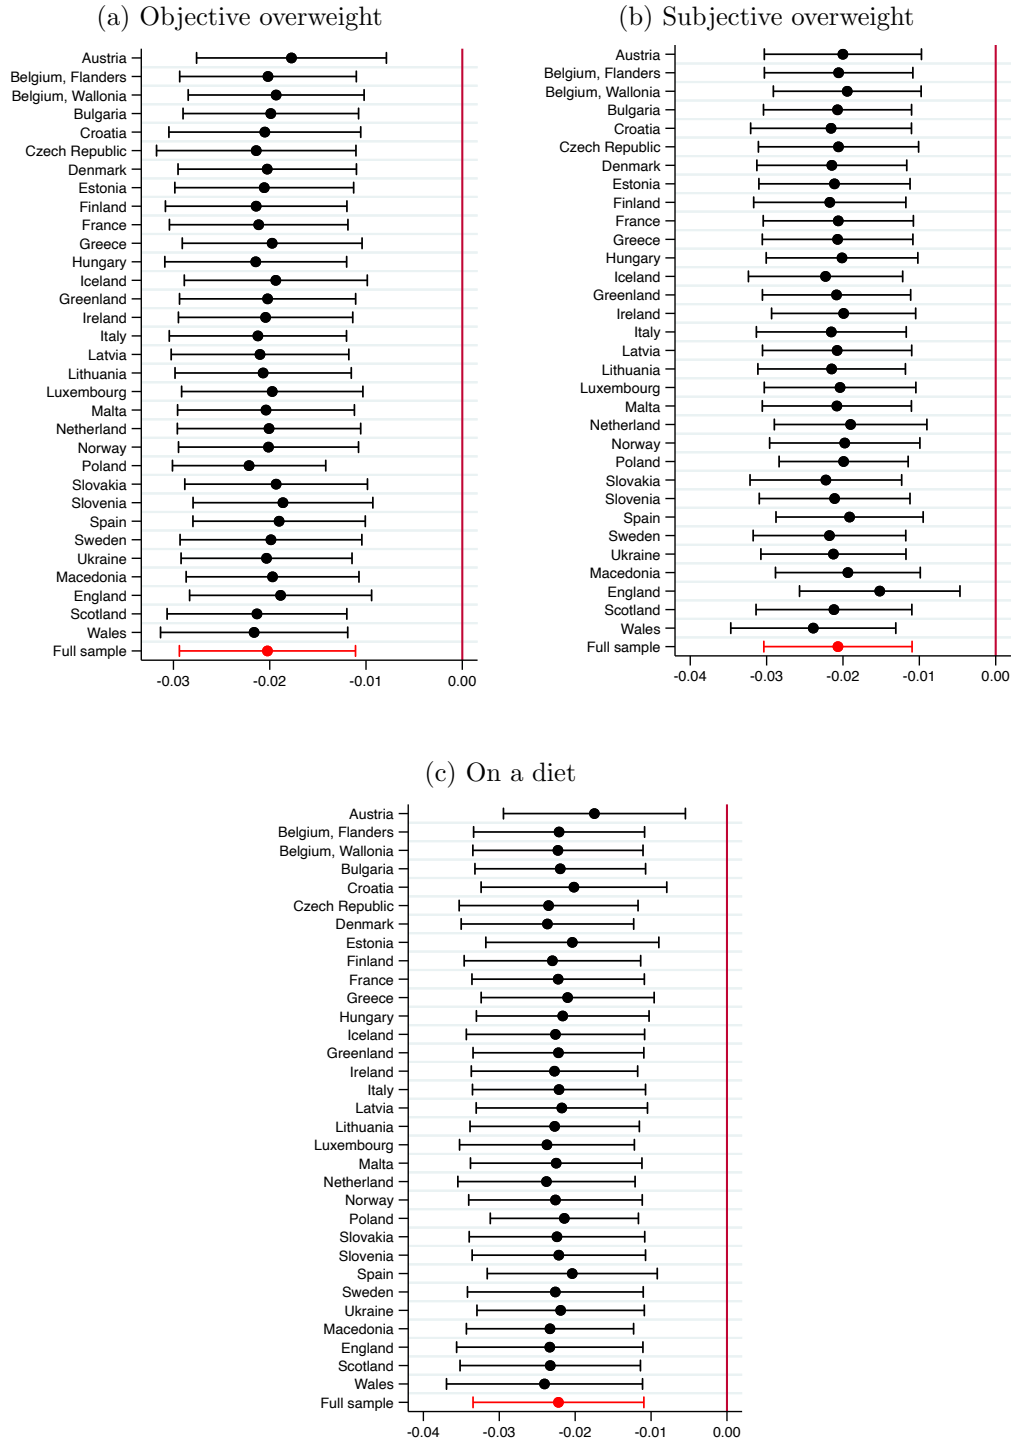 (a) Objective overweight
Austria
Belgium, Flanders
Belgium, Wallonia
Bulgaria
Croatia
Czech Republic
Denmark
Estonia
Finland
France
Greece
Hungary
Iceland
Greenland
Ireland
Italy
Latvia
Lithuania
Luxembourg
Malta
Netherland
Norway
Poland
Slovakia
Slovenia
Spain
Sweden
Ukraine
Macedonia
England
Scotland
Wales
Full sample
-0.03 -0.02 -0.01 0.00
(b) Subjective overweight
Austria
Belgium, Flanders
Belgium, Wallonia
Bulgaria
Croatia
Czech Republic
Denmark
Estonia
Finland
France
Greece
Hungary
Iceland
Greenland
Ireland
Italy
Latvia
Lithuania
Luxembourg
Malta
Netherland
Norway
Poland
Slovakia
Slovenia
Spain
Sweden
Ukraine
Macedonia
England
Scotland
Wales
Full sample
-0.04 -0.03 -0.02 -0.01 0.00
(c) On a diet
Austria
Belgium, Flanders
Belgium, Wallonia
Bulgaria
Croatia
Czech Republic
Denmark
Estonia
Finland
France
Greece
Hungary
Iceland
Greenland
Ireland
Italy
Latvia
Lithuania
Luxembourg
Malta
Netherland
Norway
Poland
Slovakia
Slovenia
Spain
Sweden
Ukraine
Macedonia
England
Scotland
Wales
Full sample
-0.04 -0.03 -0.02 -0.01 0.00